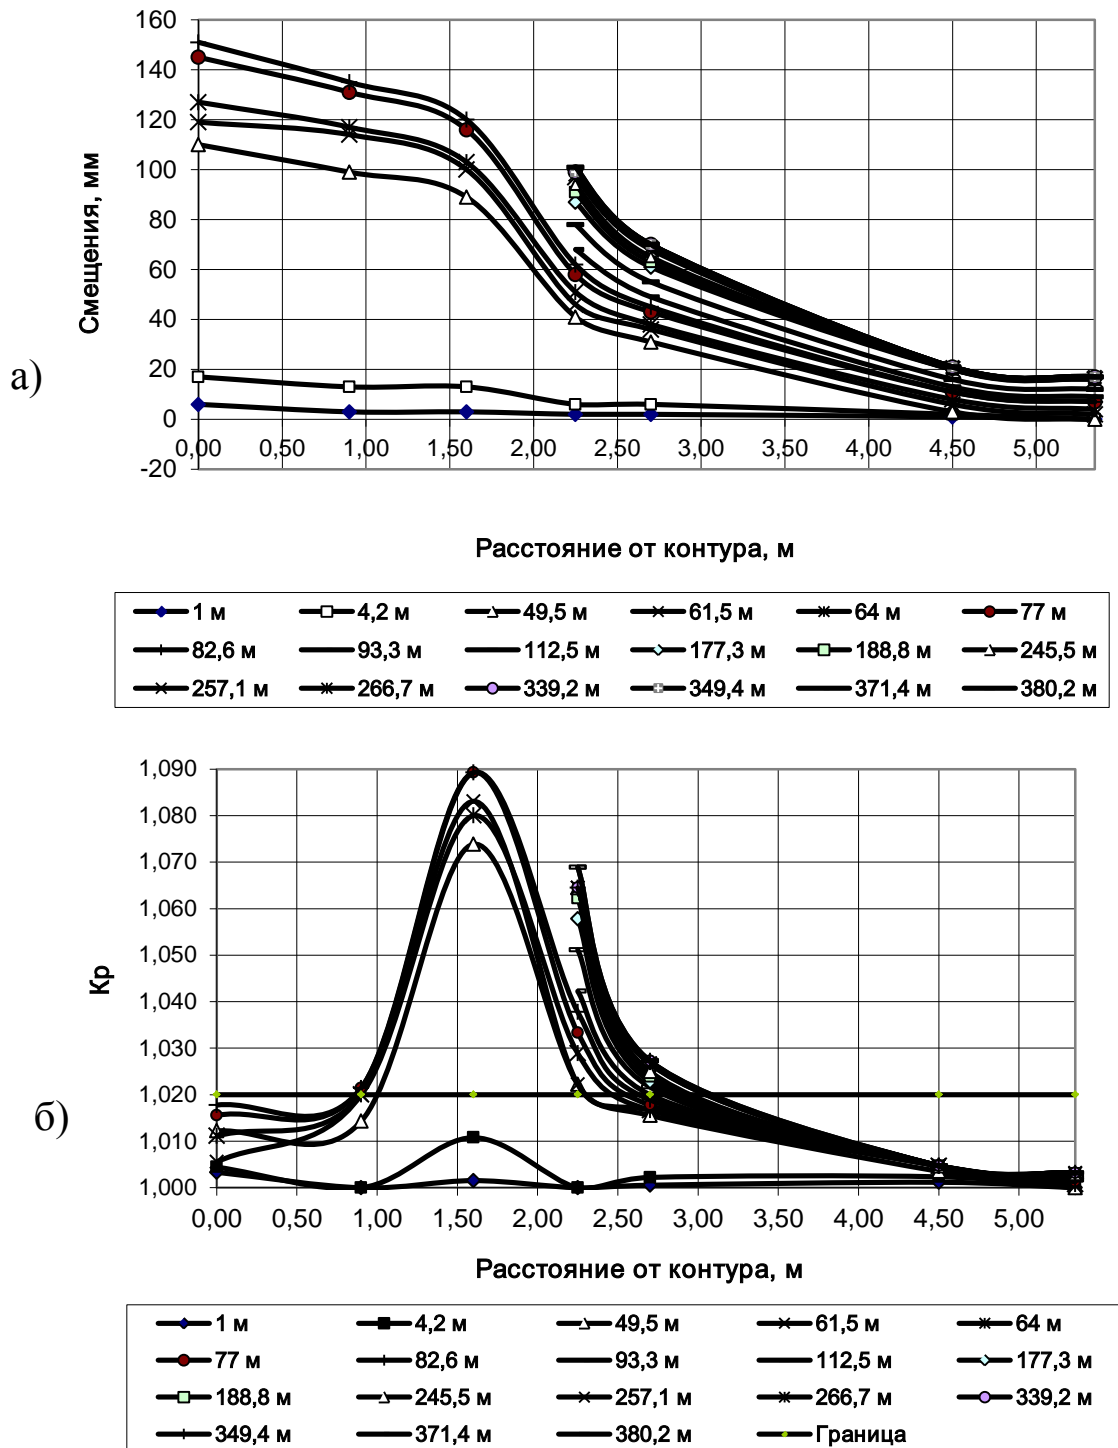 160
140
120
100
80
60
40
20
0
-20
Смещения, мм
а)
0,00 0,50 1,00 1,50 2,00 2,50 3,00 3,50 4,00 4,50 5,00
Расстояние от контура, м
1 м 4,2 м 49,5 м 61,5 м 64 м 77 м
82,6 м 93,3 м 112,5 м 177,3 м 188,8 м 245,5 м
257,1 м 266,7 м 339,2 м 349,4 м 371,4 м 380,2 м
1,090
1,080
1,070
1,060
1,050
1,040
1,030
1,020
1,010
1,000
Кр
б)
0,00 0,50 1,00 1,50 2,00 2,50 3,00 3,50 4,00 4,50 5,00
Расстояние от контура, м
1 м 4,2 м 49,5 м 61,5 м 64 м
77 м 82,6 м 93,3 м 112,5 м 177,3 м
188,8 м 245,5 м 257,1 м 266,7 м 339,2 м
349,4 м 371,4 м 380,2 м Граница